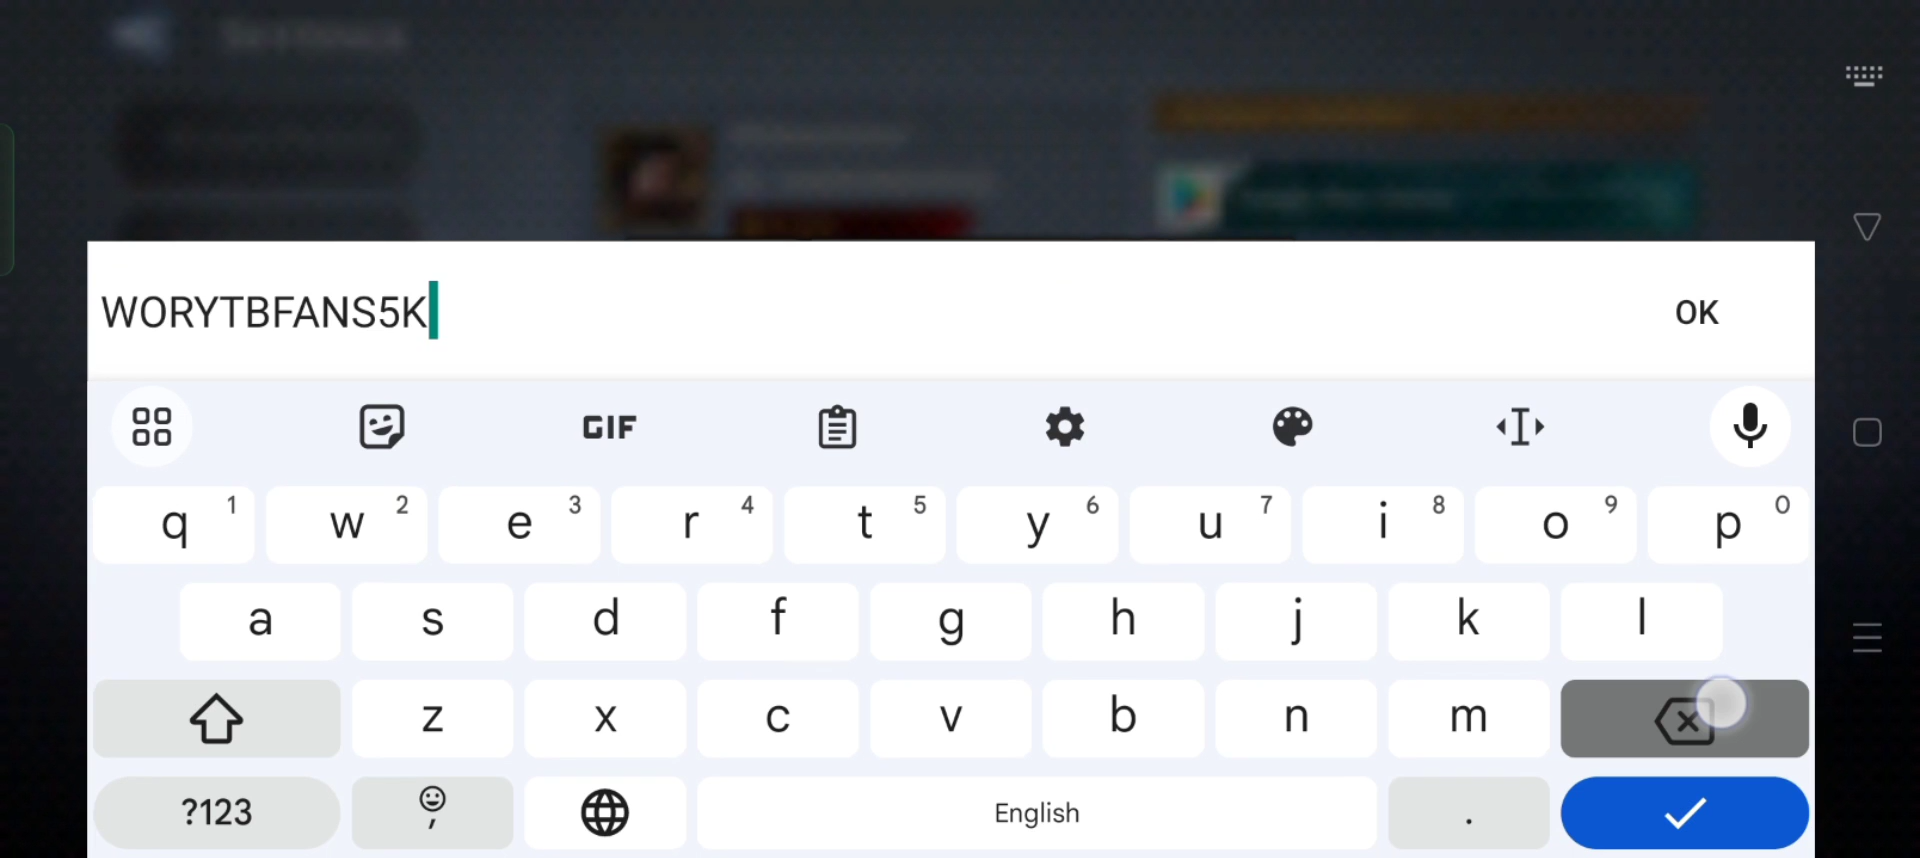 WORYTBFANS5K
OK
GIF
q 1 w 2 e 3 r 4 t 5 y 6 u 7 i 8 o 9 p 0
a s d f g h j k l
z x c v b n m
?123 , English .